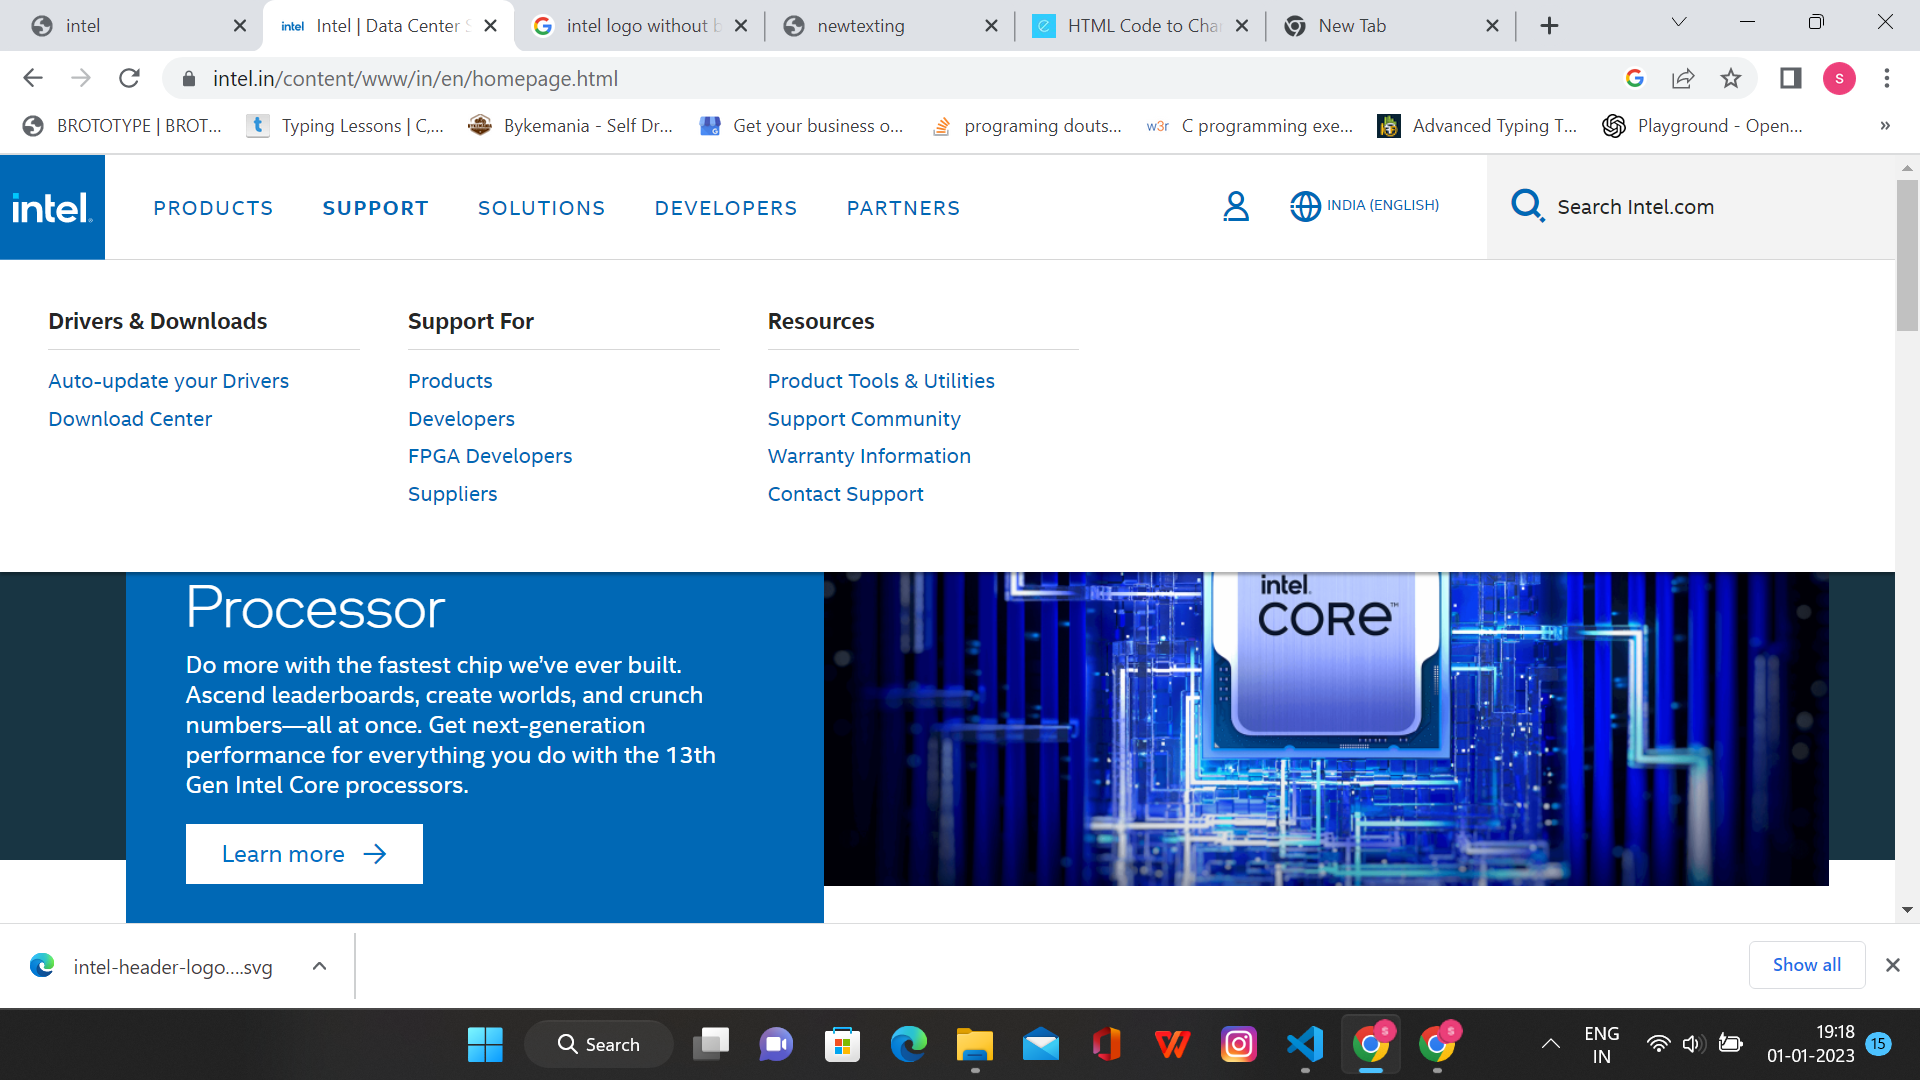 intel
intel
Intel | Data Center
intel logo without b
newtexting
HTML Code to Cha
New Tab
intel.in/content/www/in/en/homepage.html
s
BROTOTYPE | BROT...
t
Typing Lessons | C,...
Bykemania - Self Dr...
Get your business o...
programing douts...
w3r
C programming exe...
Advanced Typing T...
Playground - Open...
»
intel.
PRODUCTS
SUPPORT
SOLUTIONS
DEVELOPERS
PARTNERS
INDIA (ENGLISH)
Search Intel.com
Drivers & Downloads
Auto-update your Drivers
Download Center
Support For
Products
Developers
FPGA Developers
Suppliers
Resources
Product Tools & Utilities
Support Community
Warranty Information
Contact Support
Processor
Do more with the fastest chip we’ve ever built.
Ascend leaderboards, create worlds, and crunch
numbers—all at once. Get next-generation
performance for everything you do with the 13th
Gen Intel Core processors.
Learn more
intel.
CORE™
intel-header-logo....svg
Show all
Search
S
S
ENG
IN
19:18
01-01-2023
15